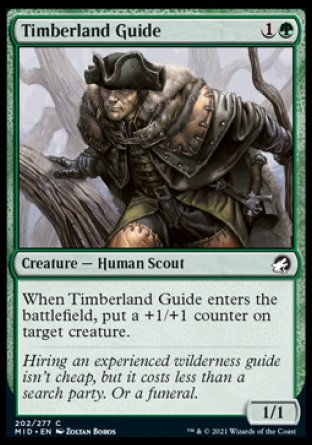 Timberland Guide 1
Creature — Human Scout
When Timberland Guide enters the
battlefield, put a +1/+1 counter on
target creature.
Hiring an experienced wilderness guide
isn't cheap, but it costs less than a
search party. Or a funeral.
1/1
202/277 C
MID • EN Zoltan Boros
™ & © 2021 Wizards of the Coast